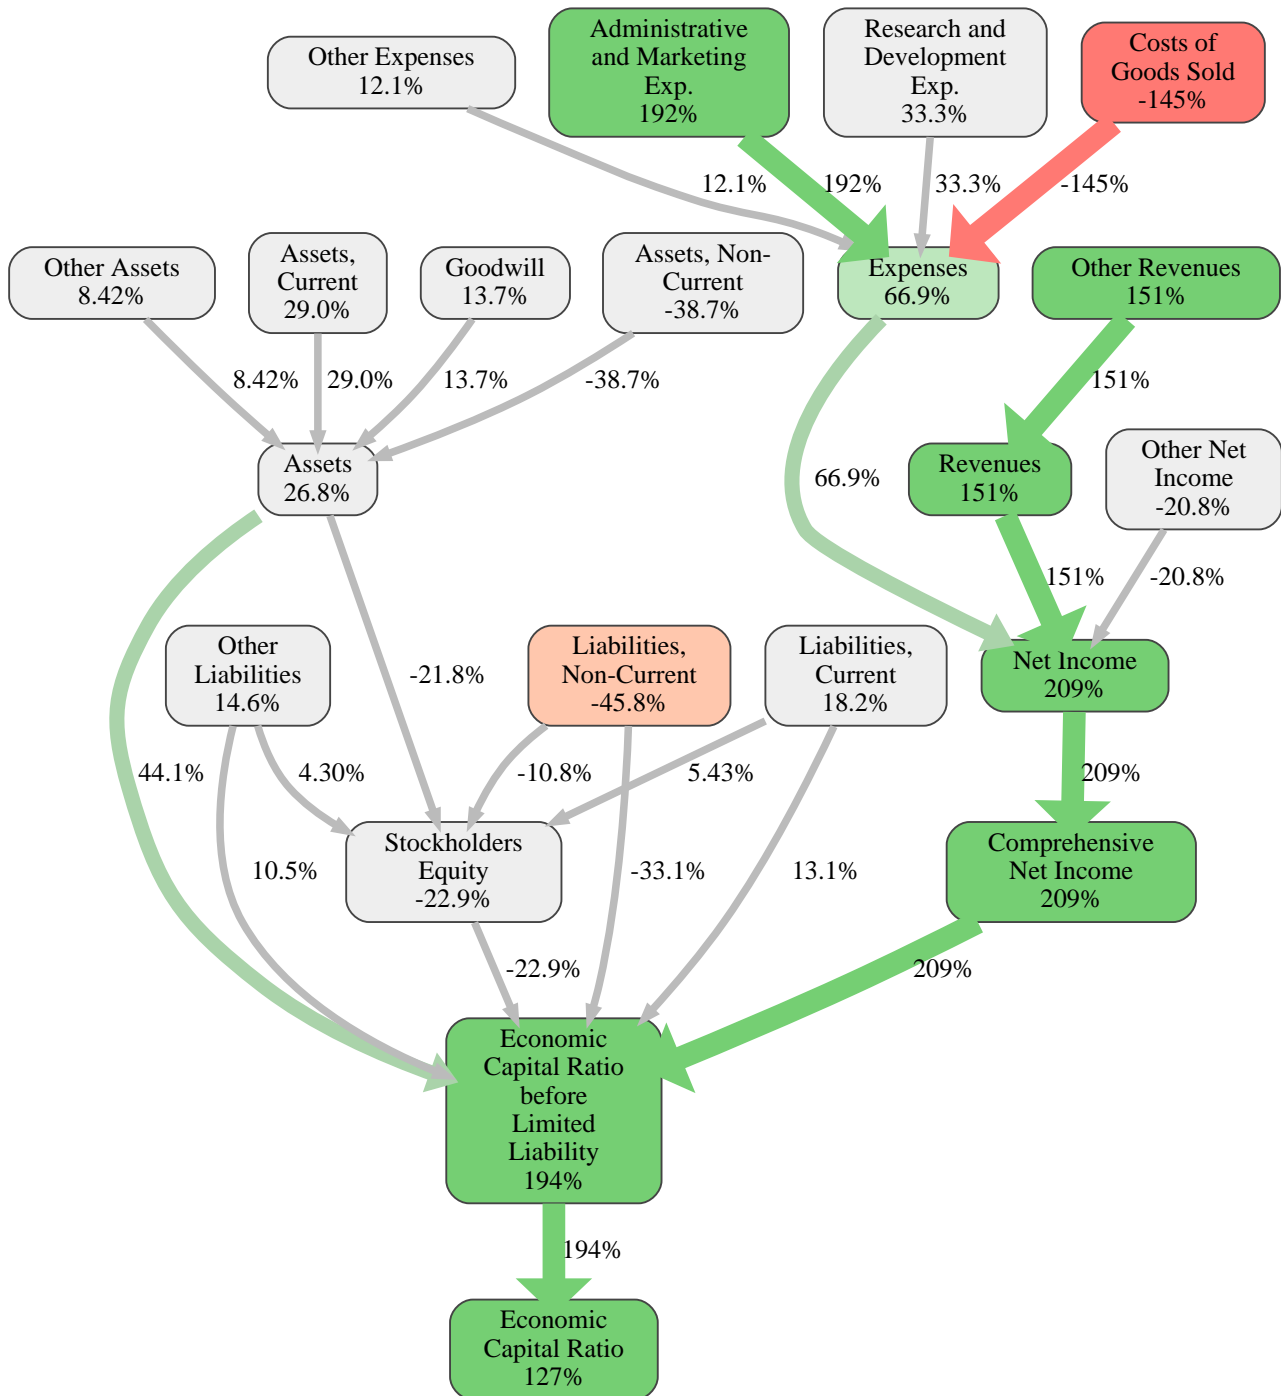 Other Expenses
12.1%
Administrative
and Marketing
Exp.
192%
Research and
Development
Exp.
33.3%
Costs of
Goods Sold
-145%
12.1%
192%
33.3%
-145%
Other Assets
8.42%
Assets,
Current
29.0%
Goodwill
13.7%
Assets, Non-
Current
-38.7%
Expenses
66.9%
Other Revenues
151%
8.42%
29.0%
13.7%
-38.7%
151%
Assets
26.8%
66.9%
Revenues
151%
Other Net
Income
-20.8%
151%
-20.8%
Other
Liabilities
14.6%
-21.8%
Liabilities,
Non-Current
-45.8%
Liabilities,
Current
18.2%
Net Income
209%
44.1%
4.30%
-10.8%
5.43%
209%
10.5%
Stockholders
Equity
-22.9%
-33.1%
13.1%
Comprehensive
Net Income
209%
-22.9%
209%
Economic
Capital Ratio
before
Limited
Liability
194%
194%
Economic
Capital Ratio
127%